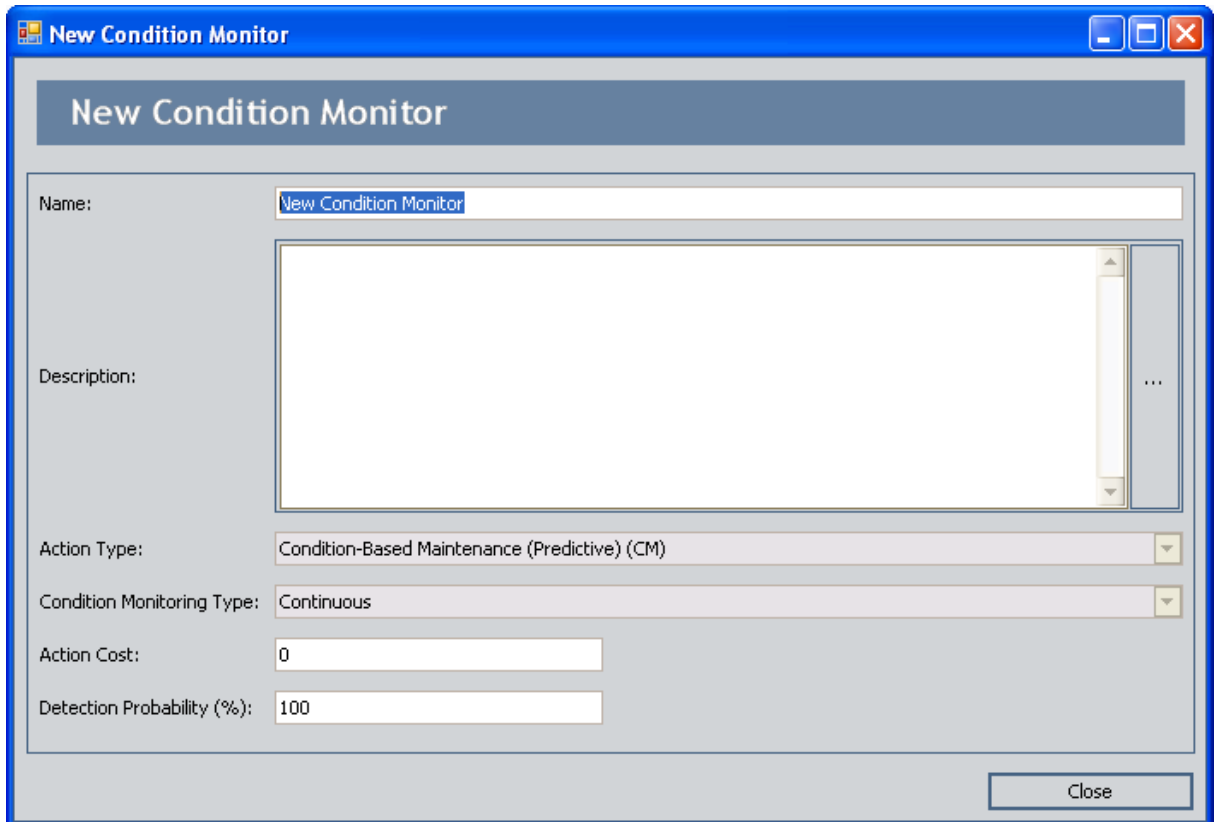 New Condition Monitor
New Condition Monitor
Name: New Condition Monitor
Description:
...
Action Type: Condition-Based Maintenance (Predictive) (CM)
Condition Monitoring Type: Continuous
Action Cost: 0
Detection Probability (%): 100
Close